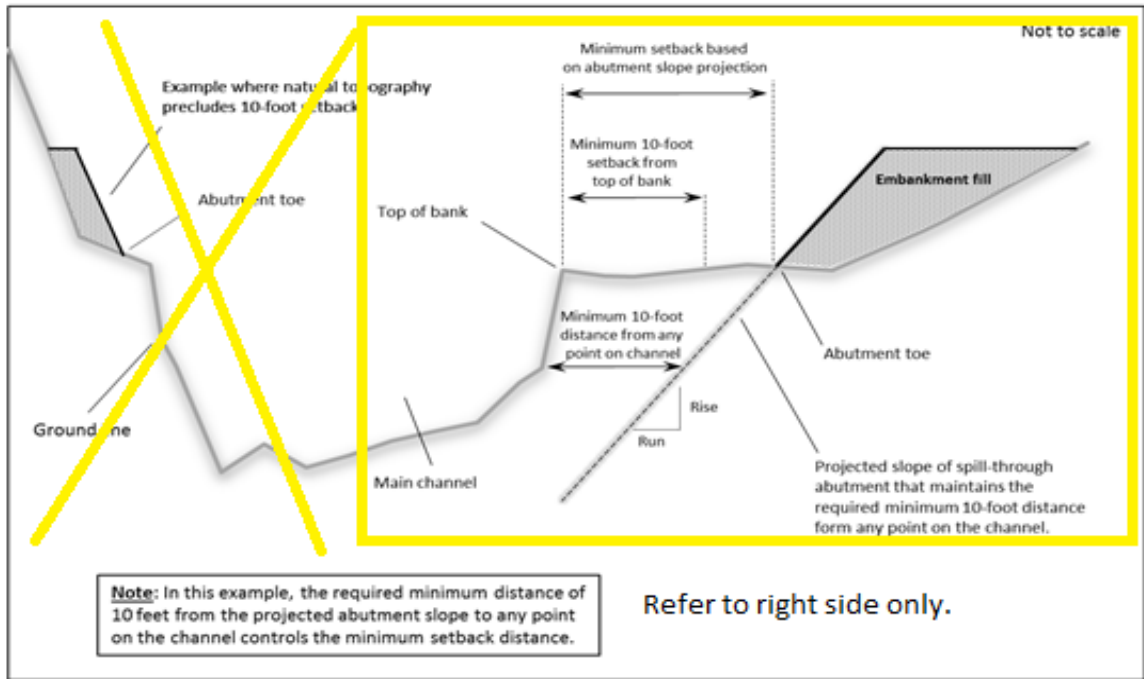 Not to scale
Minimum setback based
on abutment slope projection
Example where natural topography
precludes 10-foot setback
Minimum 10-foot
setback from
top of bank
Embankment fill
Abutment toe
Top of bank
Minimum 10-foot
distance from any
point on channel
Abutment toe
Rise
Run
Ground line
Main channel
Projected slope of spill-through
abutment that maintains the
required minimum 10-foot distance
form any point on the channel.
Note: In this example, the required minimum distance of
10 feet from the projected abutment slope to any point
on the channel controls the minimum setback distance.
Refer to right side only.